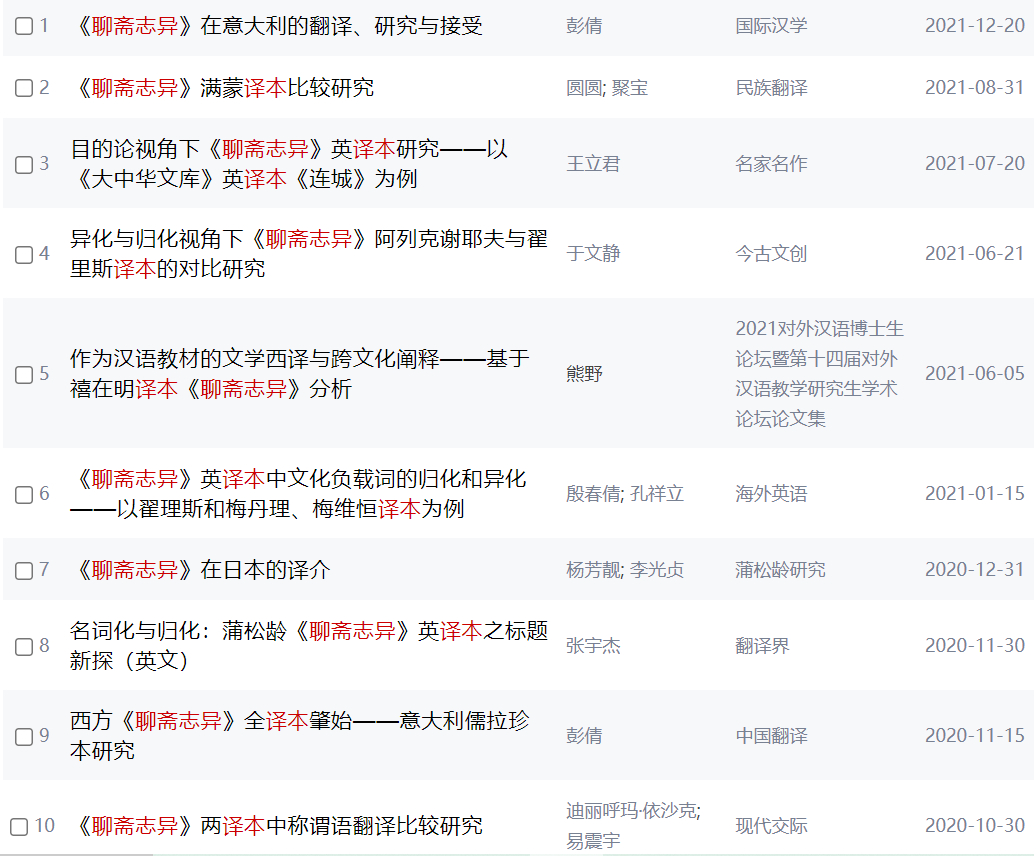 1 《聊斋志异》在意大利的翻译、研究与接受 彭倩 国际汉学 2021-12-20
2 《聊斋志异》满蒙译本比较研究 圆圆; 聚宝 民族翻译 2021-08-31
3 目的论视角下《聊斋志异》英译本研究——以
《大中华文库》英译本《连城》为例 王立君 名家名作 2021-07-20
4 异化与归化视角下《聊斋志异》阿列克谢耶夫与翟
里斯译本的对比研究 于文静 今古文创 2021-06-21
5 作为汉语教材的文学西译与跨文化阐释——基于
禧在明译本《聊斋志异》分析 熊野
2021对外汉语博士生
论坛暨第十四届对外
汉语教学研究生学术
论坛论文集
2021-06-05
6 《聊斋志异》英译本中文化负载词的归化和异化
——以翟理斯和梅丹理、梅维恒译本为例 殷春倩; 孔祥立 海外英语 2021-01-15
7 《聊斋志异》在日本的译介 杨芳靓; 李光贞 蒲松龄研究 2020-12-31
8 名词化与归化：蒲松龄《聊斋志异》英译本之标题
新探（英文） 张宇杰 翻译界 2020-11-30
9 西方《聊斋志异》全译本肇始——意大利儒拉珍
本研究 彭倩 中国翻译 2020-11-15
10 《聊斋志异》两译本中称谓语翻译比较研究
迪丽呼玛·依沙克;
易震宇
现代交际 2020-10-30